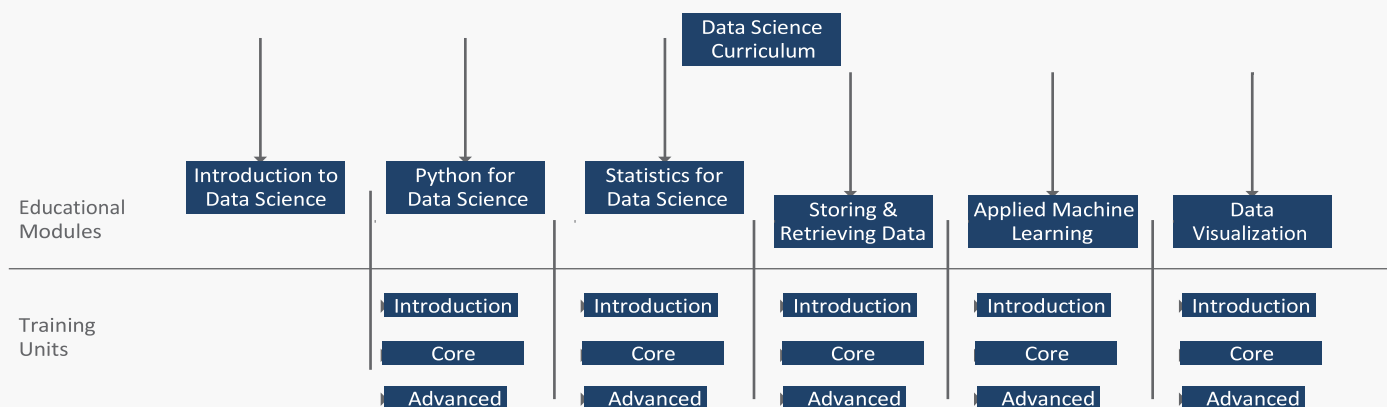 Data Science
Curriculum
Introduction to
Data Science
Python for
Data Science
Statistics for
Data Science
Storing &
Retrieving Data
Applied Machine
Learning
Data
Visualization
Educational
Modules
Training
Units
Introduction
Introduction
Introduction
Introduction
Introduction
Core
Core
Core
Core
Core
Advanced
Advanced
Advanced
Advanced
Advanced